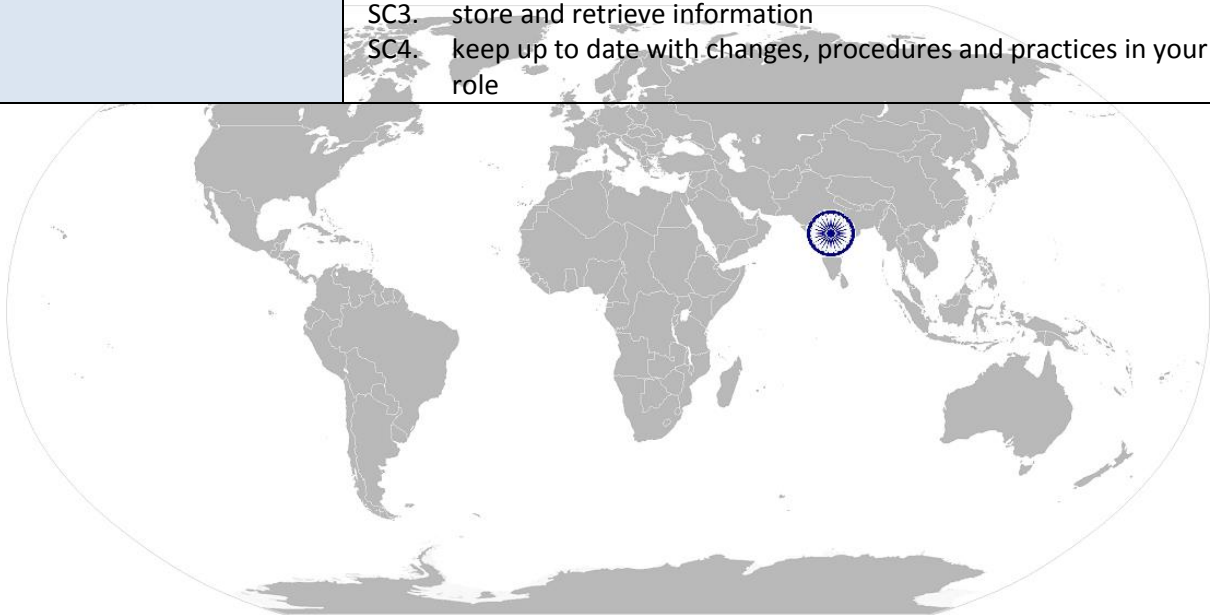 SC3. store and retrieve information
SC4. keep up to date with changes, procedures and practices in your
role